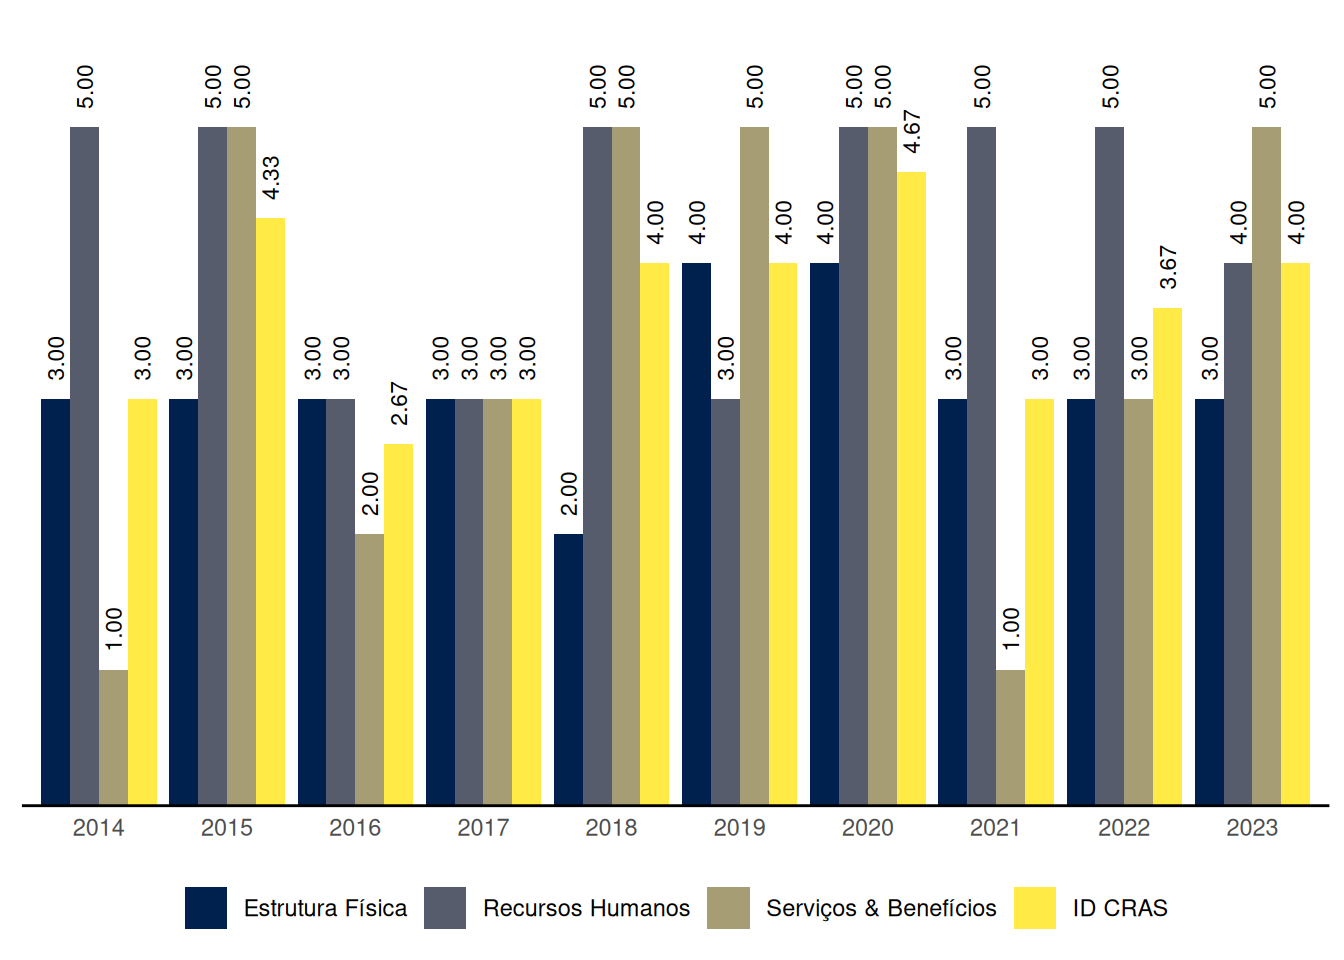 3.00 5.00 1.00 3.00
3.00 5.00 5.00 4.33
3.00 3.00 2.00 2.67
3.00 3.00 3.00 3.00
2.00 5.00 5.00 4.00
4.00 3.00 5.00 4.00
4.00 5.00 5.00 4.67
3.00 5.00 1.00 3.00
3.00 5.00 3.00 3.67
3.00 4.00 5.00 4.00
2014 2015 2016 2017 2018 2019 2020 2021 2022 2023
Estrutura Física Recursos Humanos Serviços & Benefícios ID CRAS